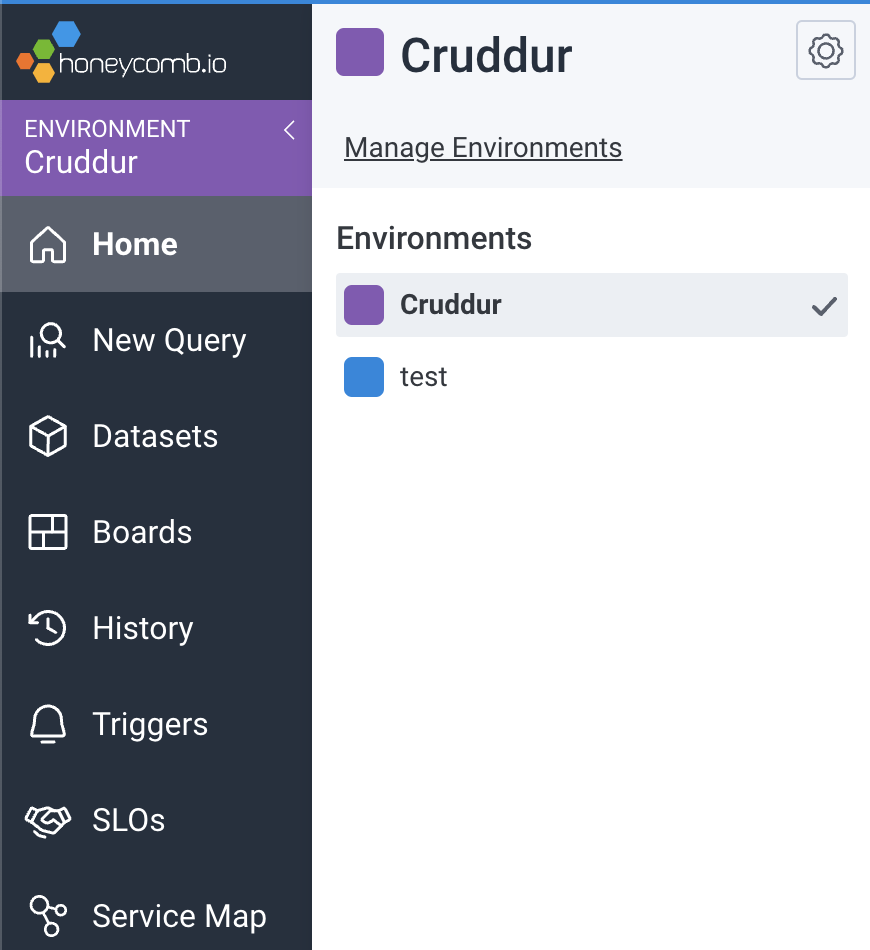 honeycomb.io
ENVIRONMENT
Cruddur
Home
New Query
Datasets
Boards
History
Triggers
SLOs
Service Map
Cruddur
Manage Environments
Environments
Cruddur
test